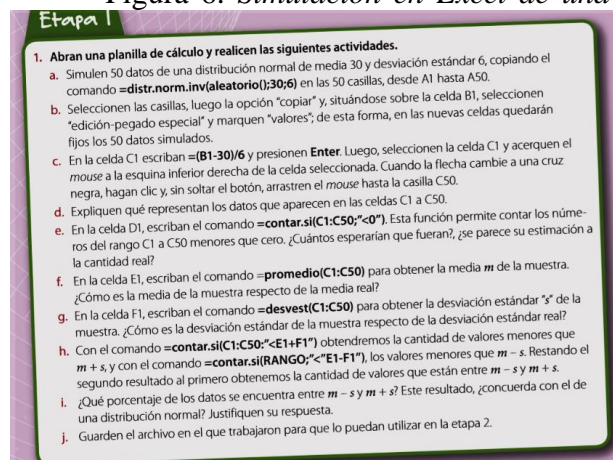 Figura 6. Simulación en Excel de una
Etapa 1
1. Abran una planilla de cálculo y realicen las siguientes actividades.
a. Simulen 50 datos de una distribución normal de media 30 y desviación estándar 6, copiando el
comando =distr.norm.inv(aleatorio();30;6) en las 50 casillas, desde A1 hasta A50.
b. Seleccionen las casillas, luego la opción “copiar” y, situándose sobre la celda B1, seleccionen
“edición-pegado especial” y marquen “valores”; de esta forma, en las nuevas celdas quedarán
fijos los 50 datos simulados.
c. En la celda C1 escriban =(B1-30)/6 y presionen Enter. Luego, seleccionen la celda C1 y acerquen el
mouse a la esquina inferior derecha de la celda seleccionada. Cuando la flecha cambie a una cruz
negra, hagan clic y, sin soltar el botón, arrastren el mouse hasta la casilla C50.
d. Expliquen qué representan los datos que aparecen en las celdas C1 a C50.
e. En la celda D1, escriban el comando =contar.si(C1:C50;"<0"). Esta función permite contar los núme-
ros del rango C1 a C50 menores que cero. ¿Cuántos esperarían que fueran?, ¿se parece su estimación a
la cantidad real?
f. En la celda E1, escriban el comando =promedio(C1:C50) para obtener la media m de la muestra.
¿Cómo es la media de la muestra respecto de la media real?
g. En la celda F1, escriban el comando =desvest(C1:C50) para obtener la desviación estándar "s" de la
muestra. ¿Cómo es la desviación estándar de la muestra respecto de la desviación estándar real?
h. Con el comando =contar.si(C1:C50:"<E1+F1") obtendremos la cantidad de valores menores que
m + s, y con el comando =contar.si(RANGO;"<"E1-F1"), los valores menores que m – s. Restando el
segundo resultado al primero obtenemos la cantidad de valores que están entre m – s y m + s.
i. ¿Qué porcentaje de los datos se encuentra entre m – s y m + s? Este resultado, ¿concuerda con el de
una distribución normal? Justifiquen su respuesta.
j. Guarden el archivo en el que trabajaron para que lo puedan utilizar en la etapa 2.